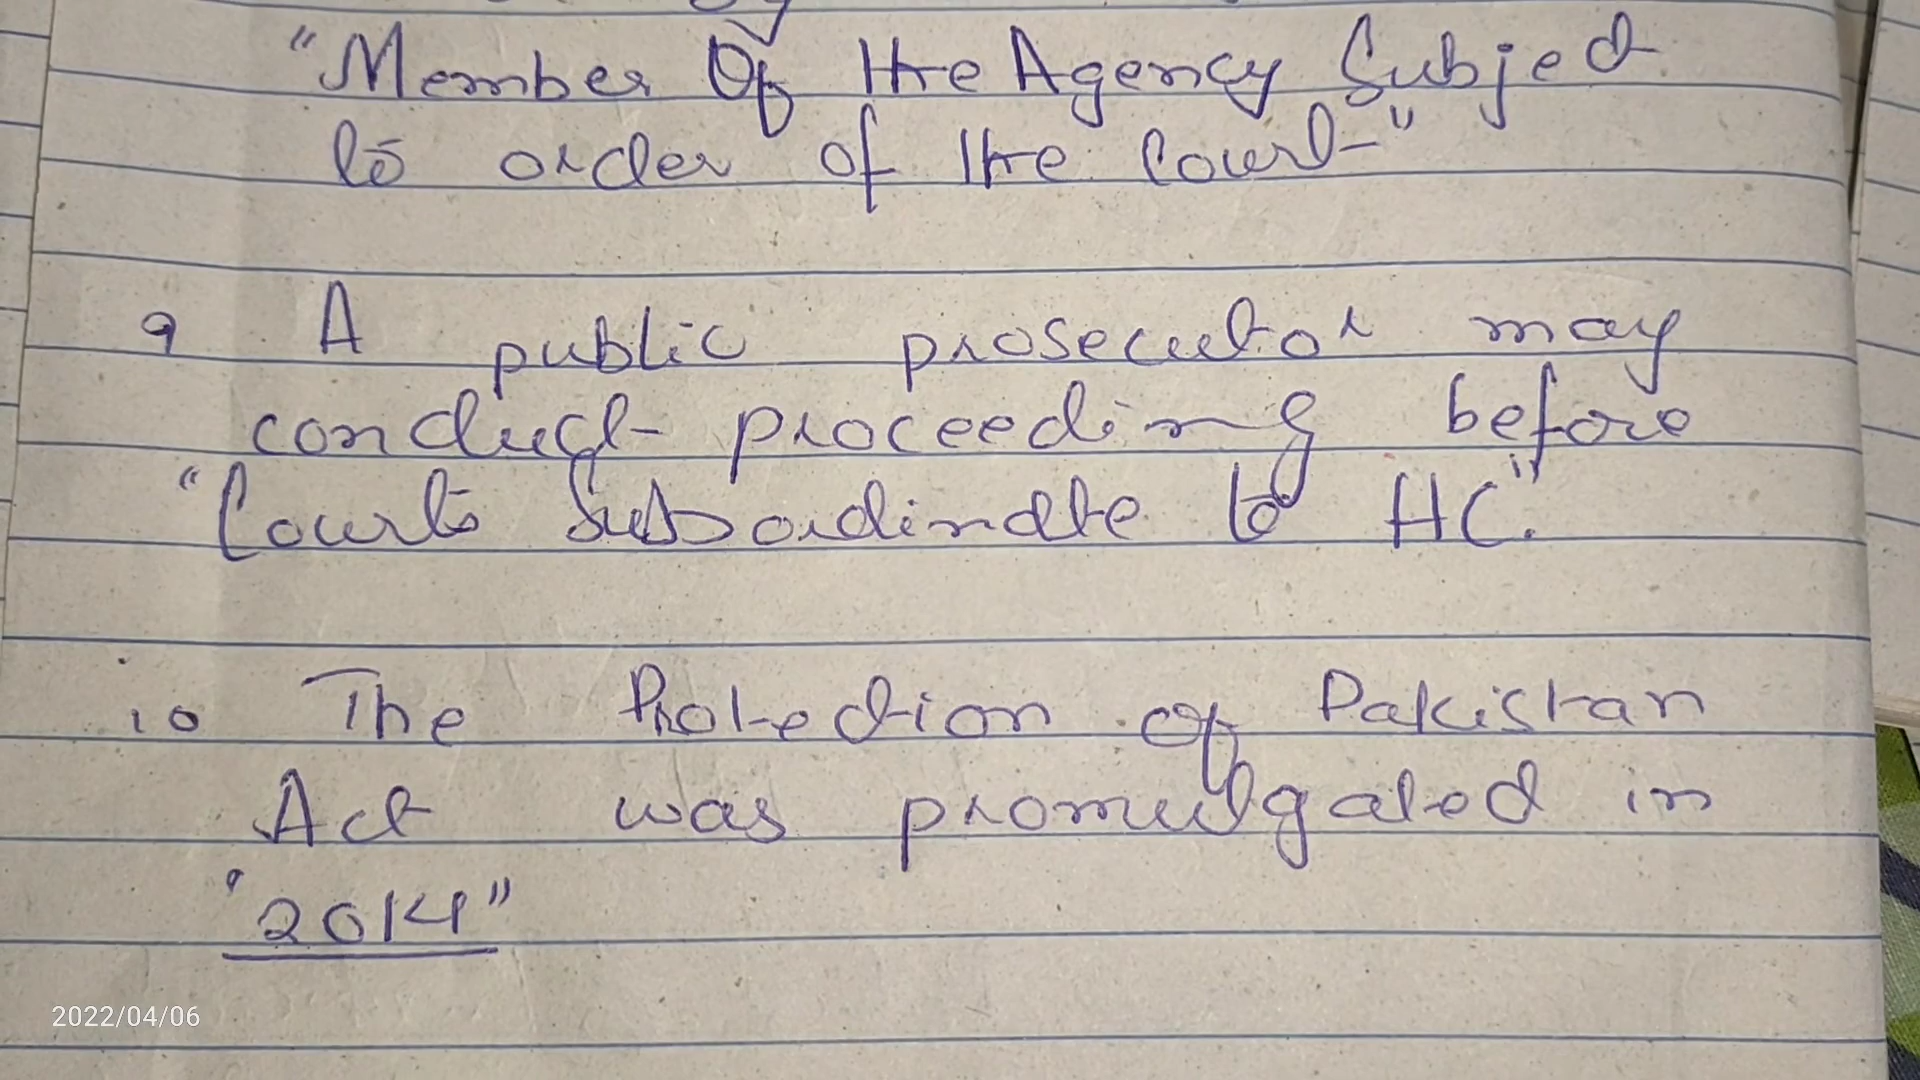 "Member Of the Agency Subject
to order of the Court"
9 A public prosecutor may
conduct proceeding before
"Courts Subordinate to HC".
10 The Protection of Pakistan
Act was promulgated in
"2014"
2022/04/06